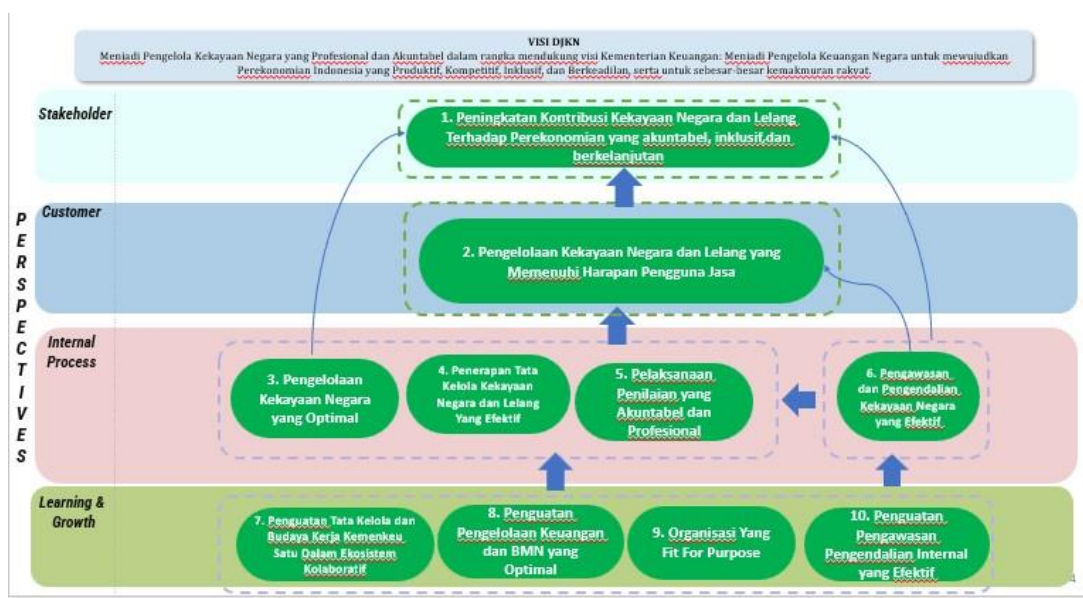 VISI DJKN
Menjadi Pengelola Kekayaan Negara yang Profesional dan Akuntabel dalam rangka mendukung visi Kementerian Keuangan: Menjadi Pengelola Keuangan Negara untuk mewujudkan
Perekonomian Indonesia yang Produktif, Kompetitif, Inklusif, dan Berkeadilan, serta untuk sebesar-besar kemakmuran rakyat.
PERSPECTIVES
Stakeholder
1. Peningkatan Kontribusi Kekayaan Negara dan Lelang
Terhadap Perekonomian yang akuntabel, inklusif,dan
berkelanjutan
Customer
2. Pengelolaan Kekayaan Negara dan Lelang yang
Memenuhi Harapan Pengguna Jasa
Internal
Process
3. Pengelolaan
Kekayaan Negara
yang Optimal
4. Penerapan Tata
Kelola Kekayaan
Negara dan Lelang
Yang Efektif
5. Pelaksanaan
Penilaian yang
Akuntabel dan
Profesional
6. Pengawasan
dan Pengendalian
Kekayaan Negara
yang Efektif
Learning &
Growth
7. Penguatan Tata Kelola dan
Budaya Kerja Kemenkeu
Satu Dalam Ekosistem
Kolaboratif
8. Penguatan
Pengelolaan Keuangan
dan BMN yang
Optimal
9. Organisasi Yang
Fit For Purpose
10. Penguatan
Pengawasan
Pengendalian Internal
yang Efektif
4